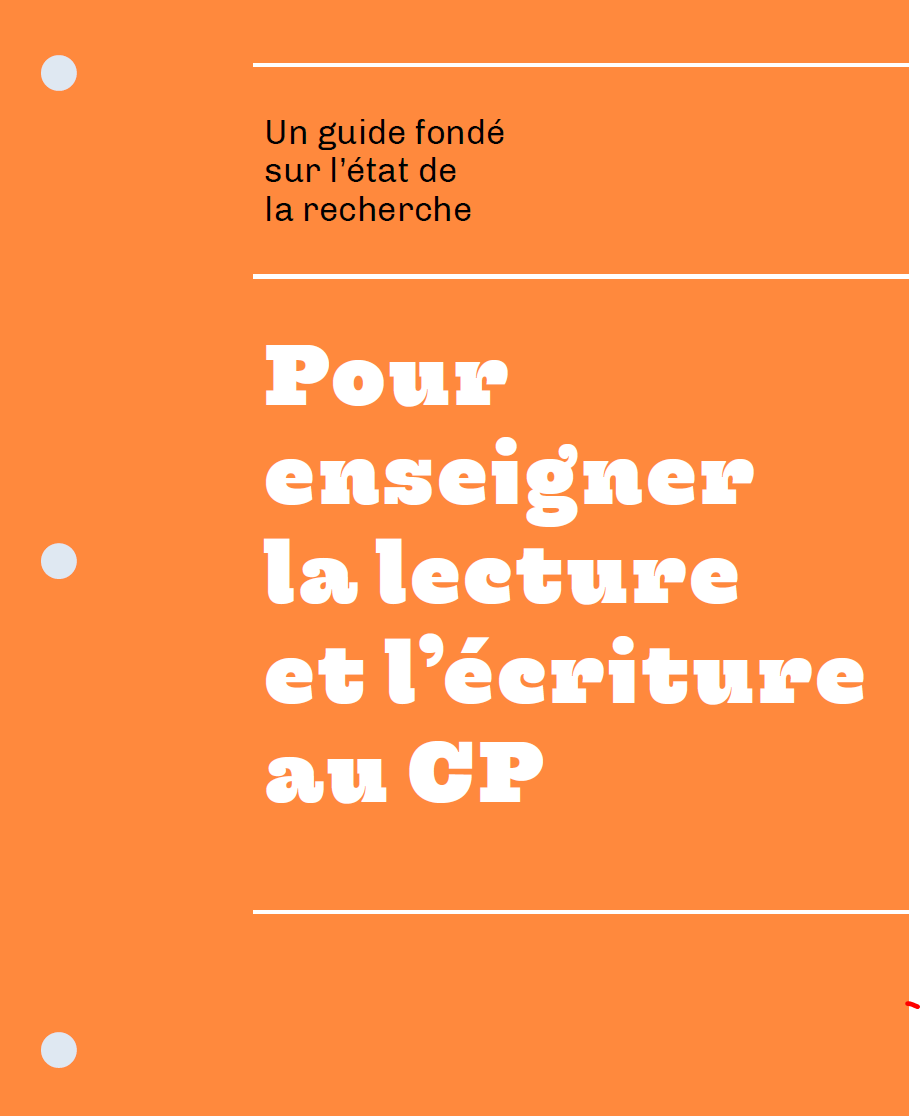 Un guide fondé
sur l’état de
la recherche
Pour
enseigner
la lecture
et l’écriture
au CP